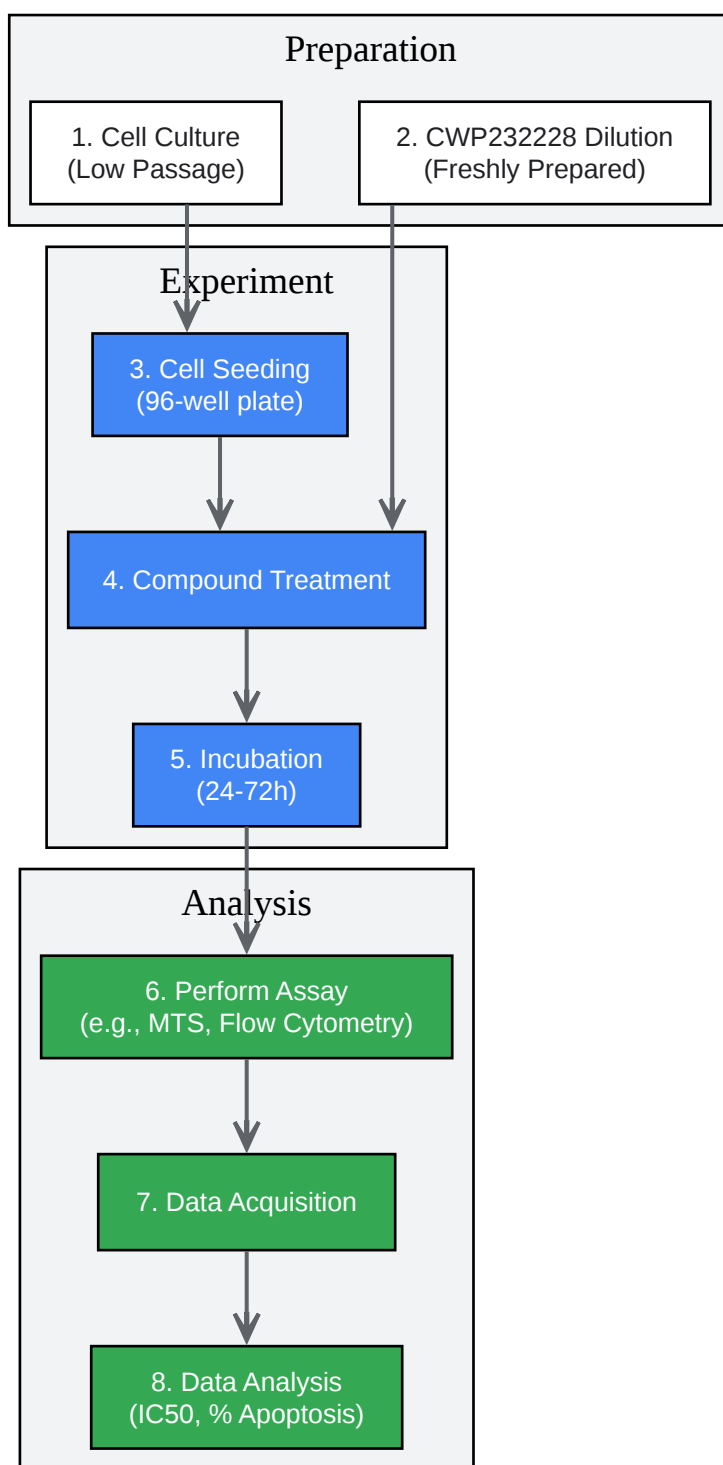 Preparation
1. Cell Culture
(Low Passage)
2. CWP232228 Dilution
(Freshly Prepared)
Experiment
3. Cell Seeding
(96-well plate)
4. Compound Treatment
5. Incubation
(24-72h)
Analysis
6. Perform Assay
(e.g., MTS, Flow Cytometry)
7. Data Acquisition
8. Data Analysis
(IC50, % Apoptosis)